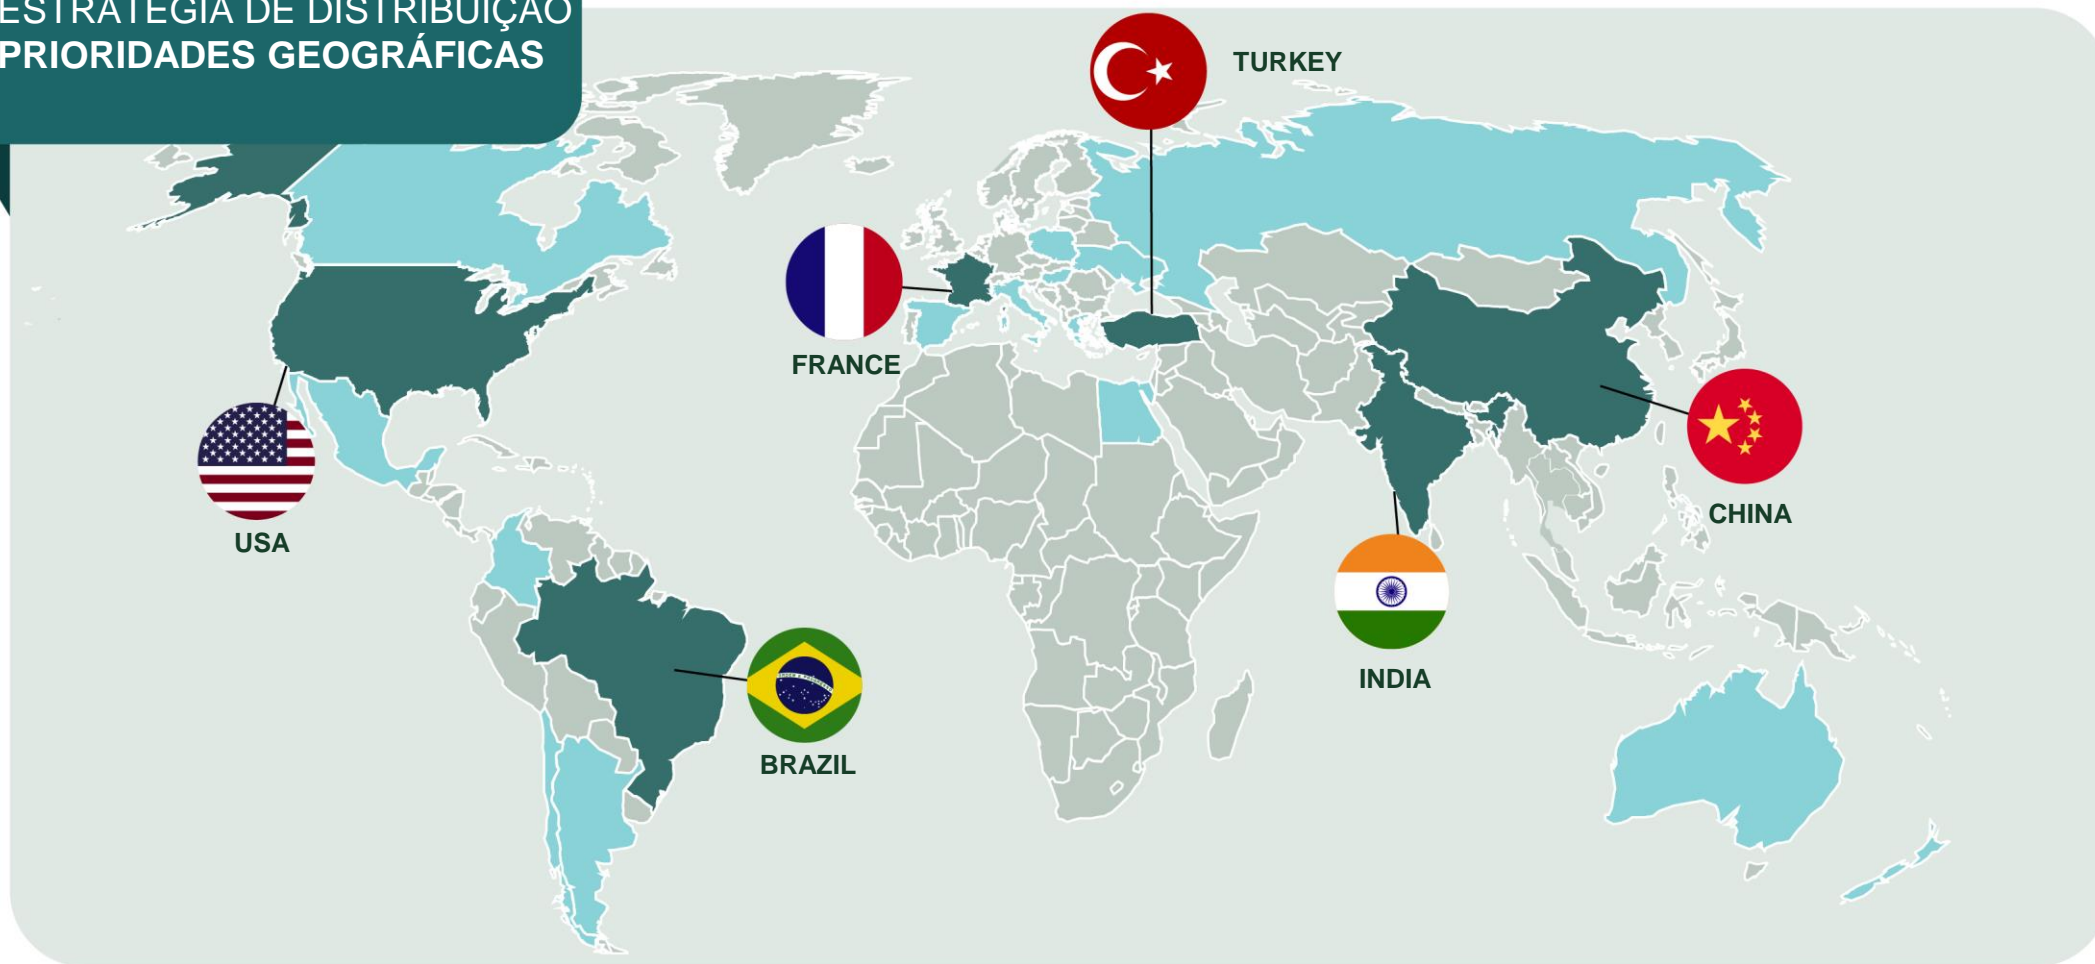 ESTRATÉGIA DE DISTRIBUIÇÃO
PRIORIDADES GEOGRÁFICAS
TURKEY
FRANCE
USA
CHINA
INDIA
BRAZIL